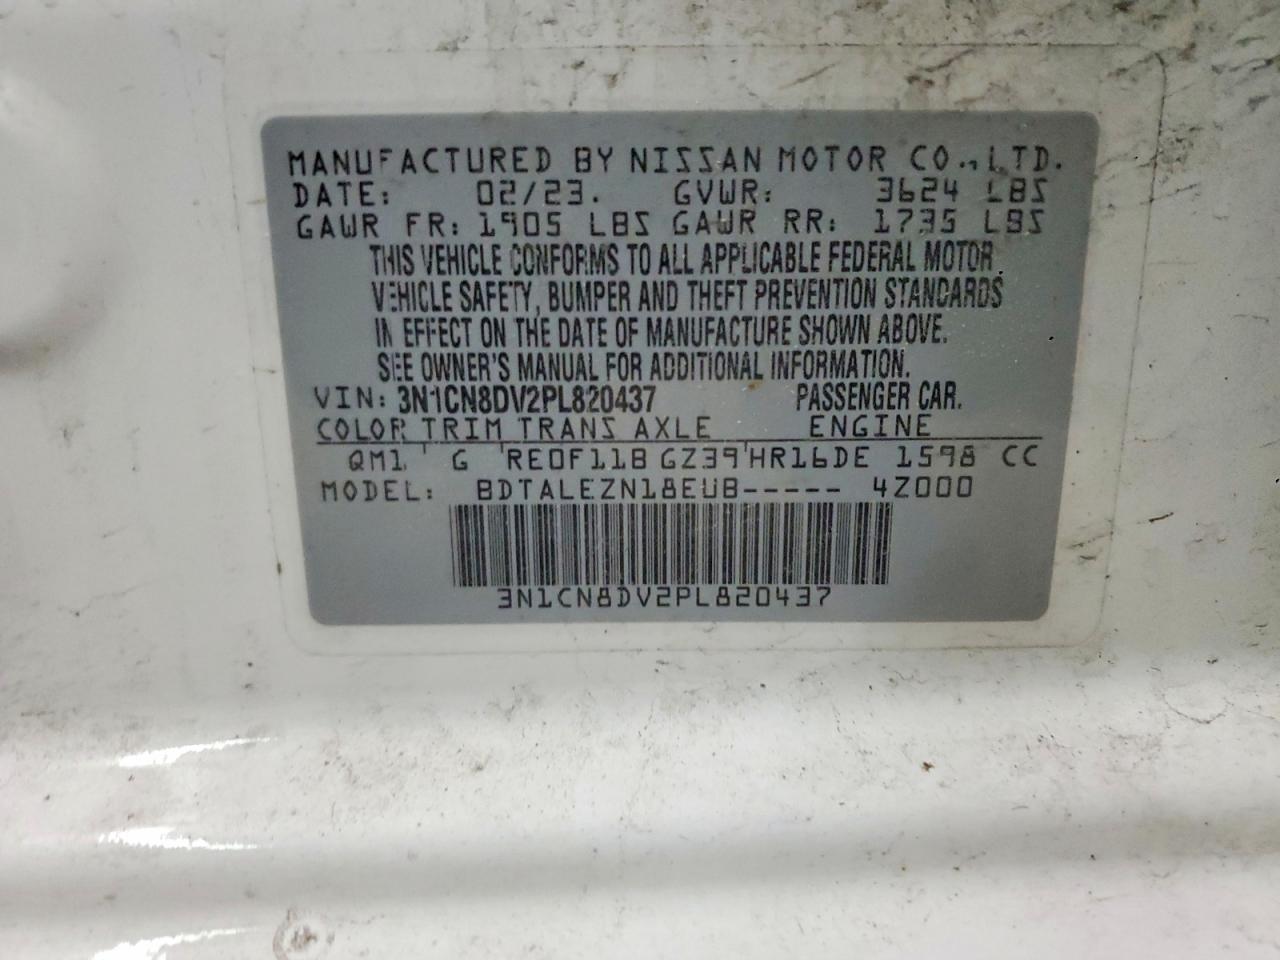 MANUFACTURED BY NISSAN MOTOR CO., LTD.
DATE: 02/23. GVWR: 3624 LBS
GAWR FR: 1905 LBS GAWR RR: 1735 LBS
THIS VEHICLE CONFORMS TO ALL APPLICABLE FEDERAL MOTOR
VEHICLE SAFETY, BUMPER AND THEFT PREVENTION STANDARDS
IN EFFECT ON THE DATE OF MANUFACTURE SHOWN ABOVE.
SEE OWNER'S MANUAL FOR ADDITIONAL INFORMATION.
VIN: 3N1CN8DV2PL820437 PASSENGER CAR.
COLOR TRIM TRANS AXLE ENGINE
QM1 ' G ' RE0F11B GZ39 ' HR16DE 1598 CC
MODEL: BDTALEZN18EUB----- 4Z000
3N1CN8DV2PL820437